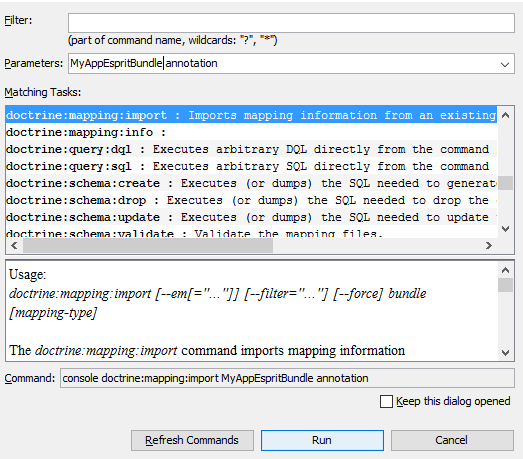 Filter:
(part of command name, wildcards: "?", "*")
Parameters: MyAppEspritBundle annotation
Matching Tasks:
doctrine:mapping:import : Imports mapping information from an existing
doctrine:mapping:info :
doctrine:query:dql : Executes arbitrary DQL directly from the command
doctrine:query:sql : Executes arbitrary SQL directly from the command
doctrine:schema:create : Executes (or dumps) the SQL needed to generate
doctrine:schema:drop : Executes (or dumps) the SQL needed to drop the
doctrine:schema:update : Executes (or dumps) the SQL needed to update
doctrine:schema:validate : Validate the mapping files.
Usage:
doctrine:mapping:import [--em[="..."]] [--filter="..."] [--force] bundle
[mapping-type]
The doctrine:mapping:import command imports mapping information
Command: console doctrine:mapping:import MyAppEspritBundle annotation
Keep this dialog opened
Refresh Commands Run Cancel